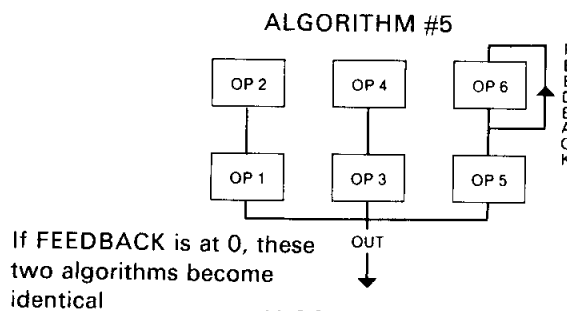 ALGORITHM #5
OP 2
OP 4
OP 6
FEEDBACK
OP 1
OP 3
OP 5
OUT
If FEEDBACK is at 0, these
two algorithms become
identical